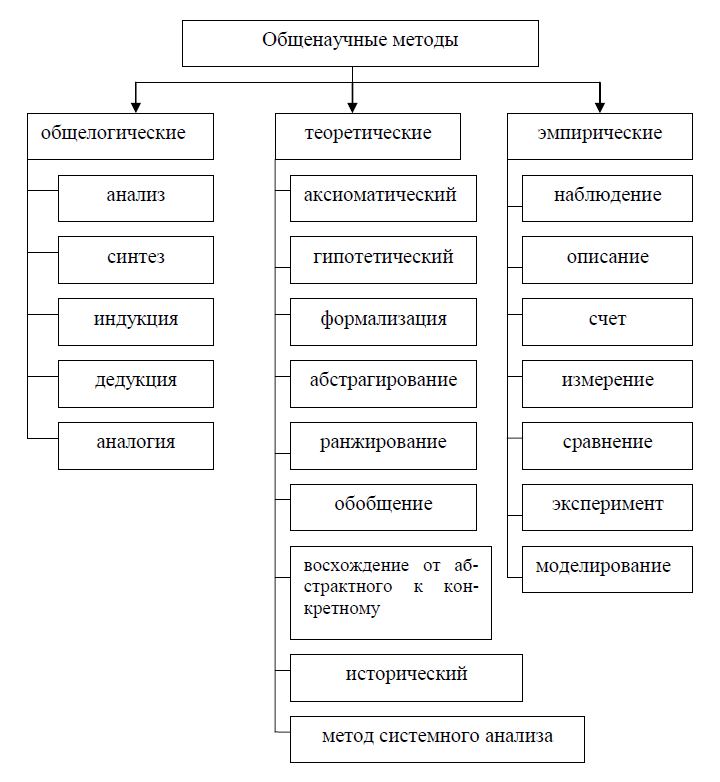 Общенаучные методы
общелогические
анализ
синтез
индукция
дедукция
аналогия
теоретические
аксиоматический
гипотетический
формализация
абстрагирование
ранжирование
обобщение
восхождение от аб-
страктного к кон-
кретному
исторический
метод системного анализа
эмпирические
наблюдение
описание
счет
измерение
сравнение
эксперимент
моделирование